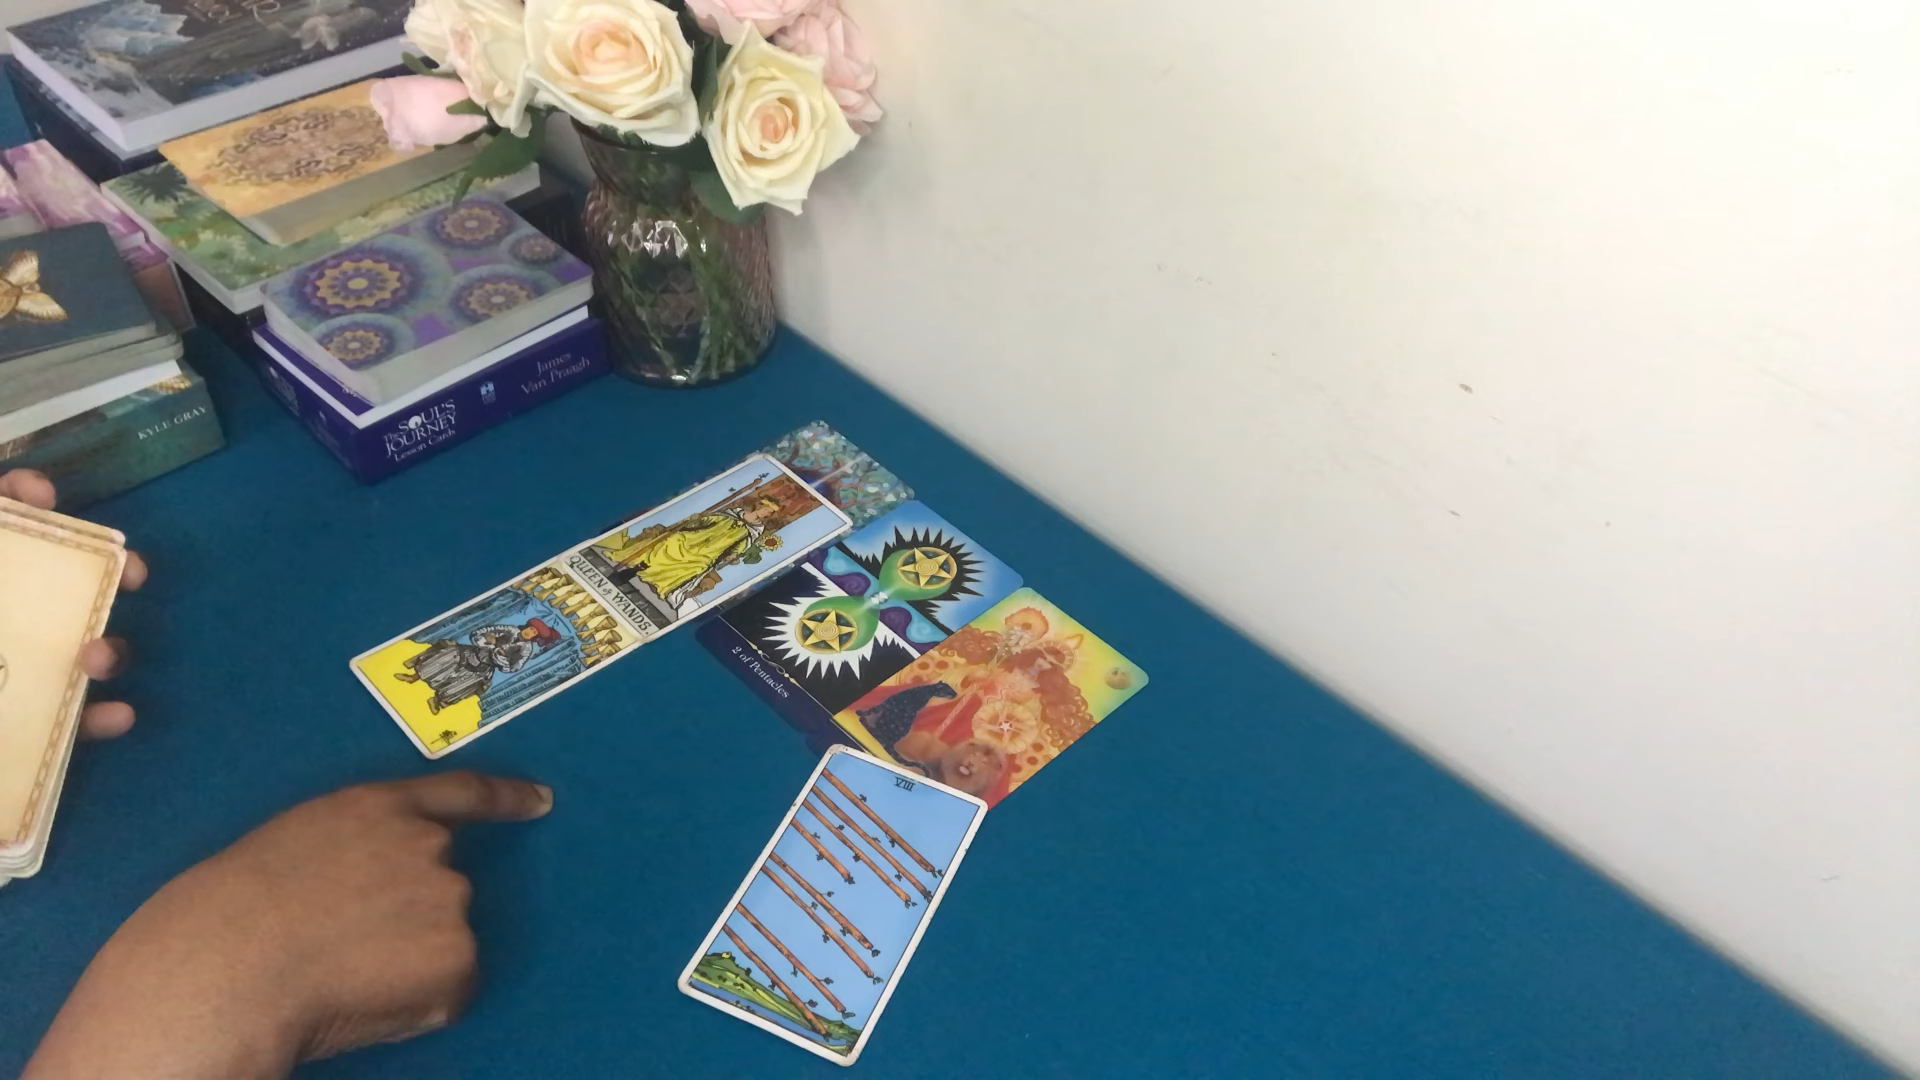 KYLE GRAY
The
SOUL'S
JOURNEY
Lesson Cards
James
Van Praagh
QUEEN of WANDS.
2 of Pentacles
VIII